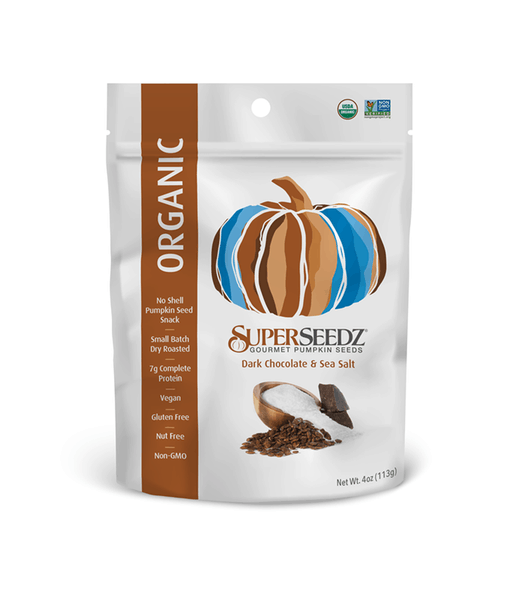 ORGANIC
No Shell
Pumpkin Seed
Snack
Small Batch
Dry Roasted
7g Complete
Protein
Vegan
Gluten Free
Nut Free
Non-GMO
USDA
ORGANIC
NON
GMO
VERIFIED
SUPERSEEDZ®
GOURMET PUMPKIN SEEDS
Dark Chocolate & Sea Salt
Net Wt. 4oz (113g)